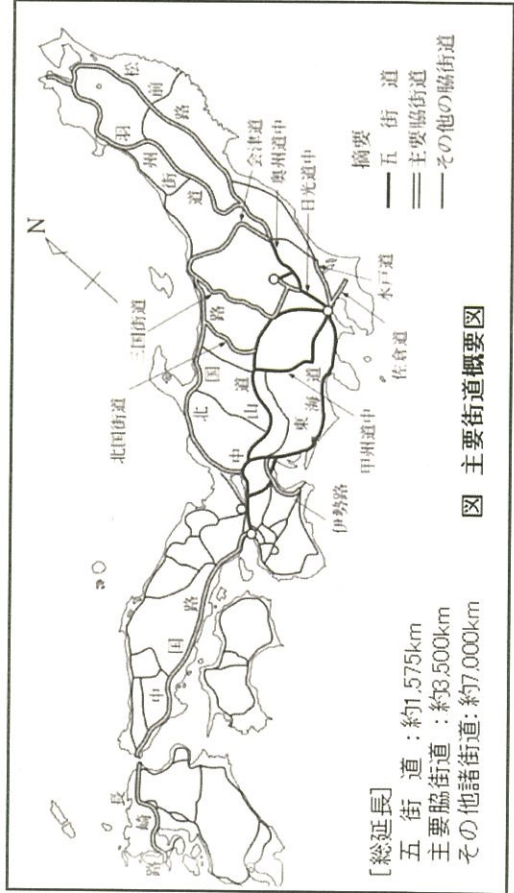 N
松前路
羽州街道
会津道
奥州道中
日光道中
水戸道
佐倉道
三国街道
北国街道
北国路
中山道
東海道
甲州道中
伊勢路
中国路
長崎路
摘要
五街道
主要脇街道
その他の脇街道
[総延長]
五街道:約1,575km
主要脇街道:約3,500km
その他諸街道:約7,000km
図 主要街道概要図